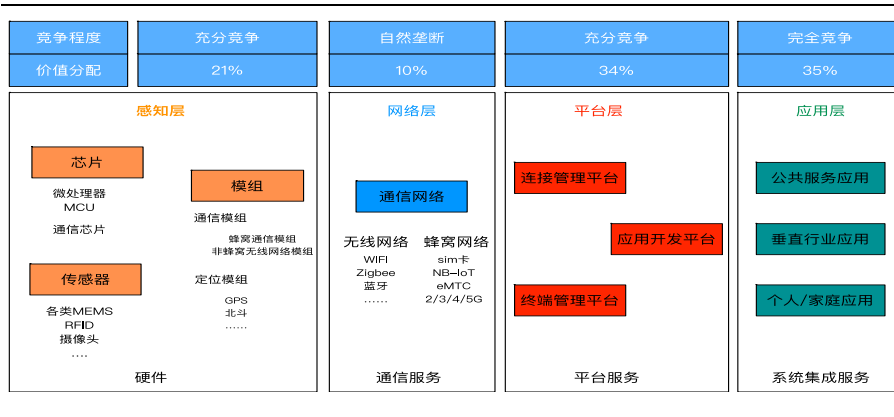 竞争程度
充分竞争
自然垄断
充分竞争
完全竞争
价值分配
21%
10%
34%
35%
感知层
芯片
微处理器
MCU
通信芯片
传感器
各类MEMS
RFID
摄像头
....
模组
通信模组
蜂窝通信模组
非蜂窝无线网络模组
定位模组
GPS
北斗
......
硬件
网络层
通信网络
无线网络
WIFI
Zigbee
蓝牙
......
蜂窝网络
sim卡
NB-IoT
eMTC
2/3/4/5G
通信服务
平台层
连接管理平台
应用开发平台
终端管理平台
平台服务
应用层
公共服务应用
垂直行业应用
个人/家庭应用
系统集成服务